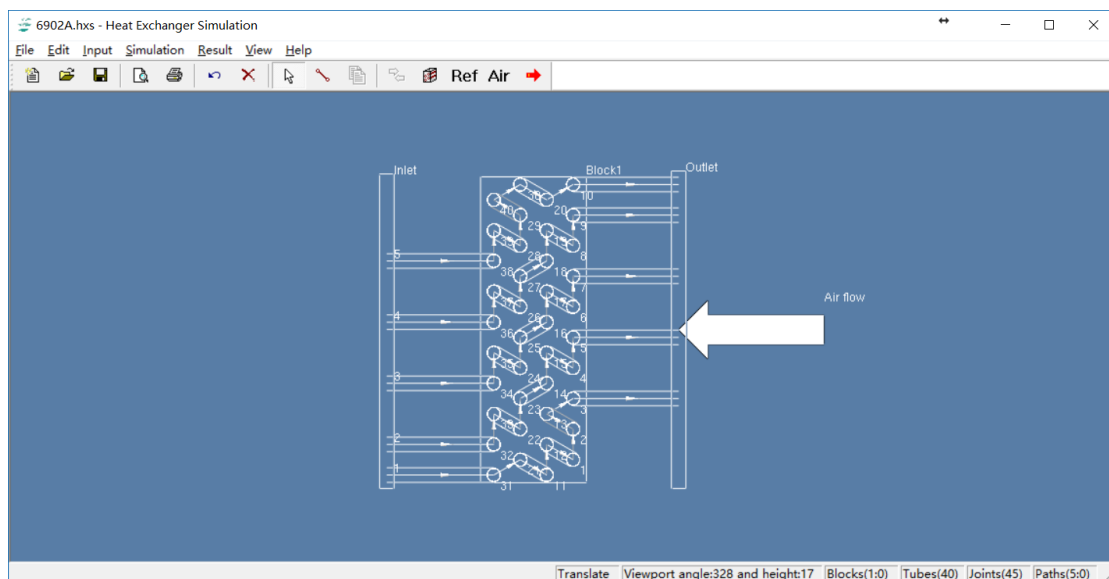 6902A.hxs - Heat Exchanger Simulation
File Edit Input Simulation Result View Help
Ref Air
Inlet Block1 Outlet
10
40 20
29 9
5 8
38 28 18
27 7
Air flow
6
4 26
36 16
25 5
4
3 24
34 14
23 3
2
2 22
32
1 1
31 11
Translate Viewport angle:328 and height:17 Blocks(1:0) Tubes(40) Joints(45) Paths(5:0)